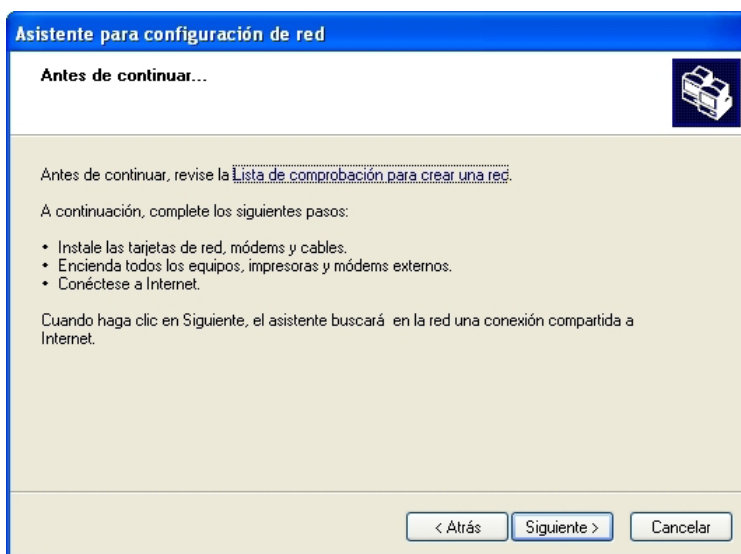 Asistente para configuración de red
Antes de continuar...
Antes de continuar, revise la Lista de comprobación para crear una red.
A continuación, complete los siguientes pasos:
• Instale las tarjetas de red, módems y cables.
• Encienda todos los equipos, impresoras y módems externos.
• Conéctese a Internet.
Cuando haga clic en Siguiente, el asistente buscará en la red una conexión compartida a
Internet.
< Atrás Siguiente > Cancelar